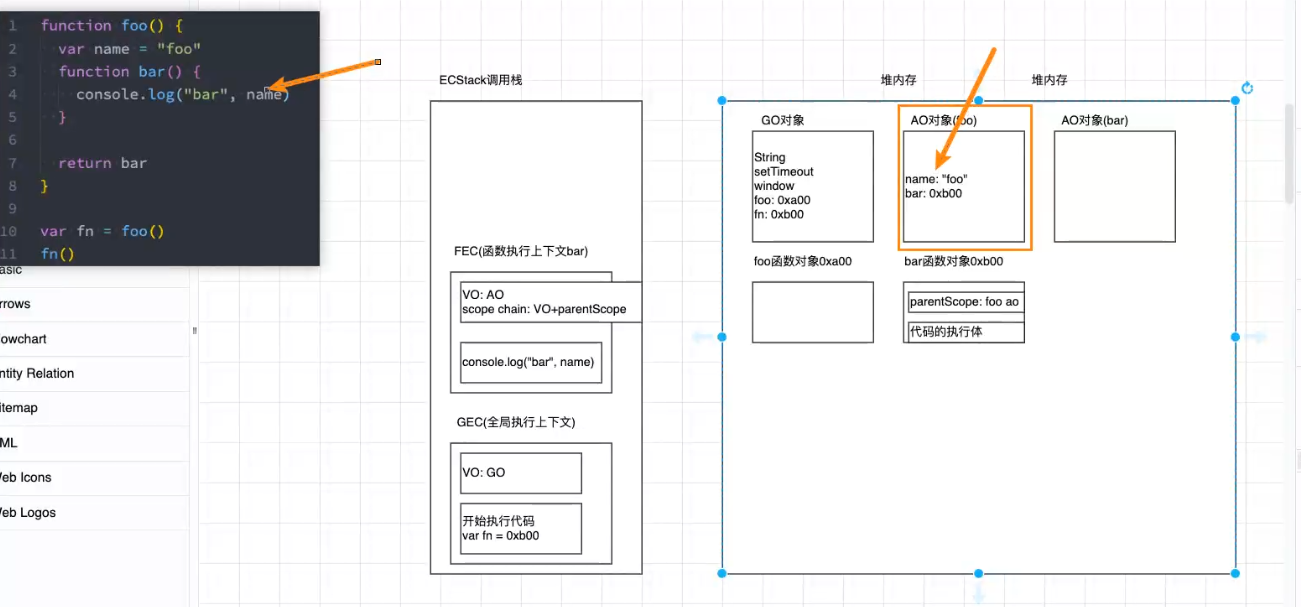 1 function foo() {
2 var name = "foo"
3 function bar() {
4 console.log("bar", name)
5 }
6
7 return bar
8 }
9
10 var fn = foo()
11 fn()
asic
rrows
owchart
ntity Relation
itemap
ML
eb Icons
eb Logos
ECStack调用栈
FEC(函数执行上下文bar)
VO: AO
scope chain: VO+parentScope
console.log("bar", name)
GEC(全局执行上下文)
VO: GO
开始执行代码
var fn = 0xb00
堆内存
堆内存
GO对象
String
setTimeout
window
foo: 0xa00
fn: 0xb00
AO对象(foo)
name: "foo"
bar: 0xb00
AO对象(bar)
foo函数对象0xa00
bar函数对象0xb00
parentScope: foo ao
代码的执行体